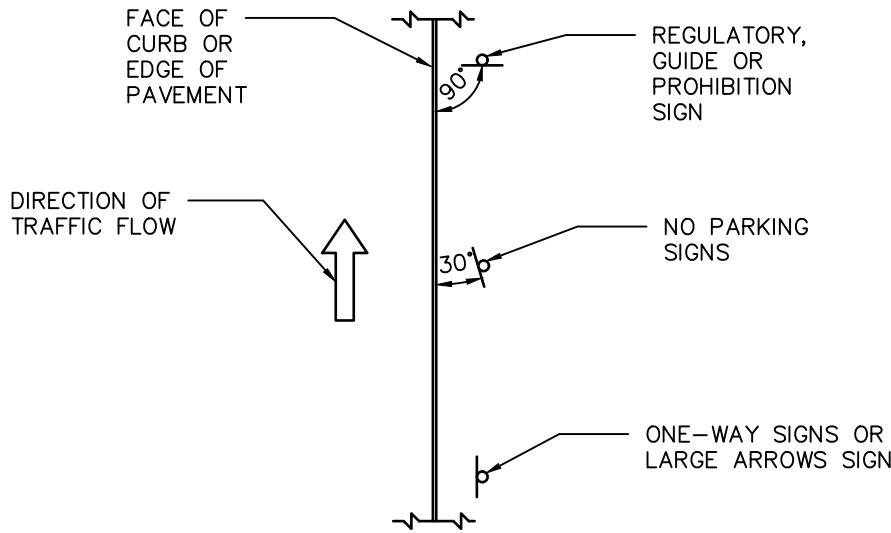 FACE OF
CURB OR
EDGE OF
PAVEMENT
REGULATORY,
GUIDE OR
PROHIBITION
SIGN
90°
DIRECTION OF
TRAFFIC FLOW
NO PARKING
SIGNS
30°
ONE-WAY SIGNS OR
LARGE ARROWS SIGN